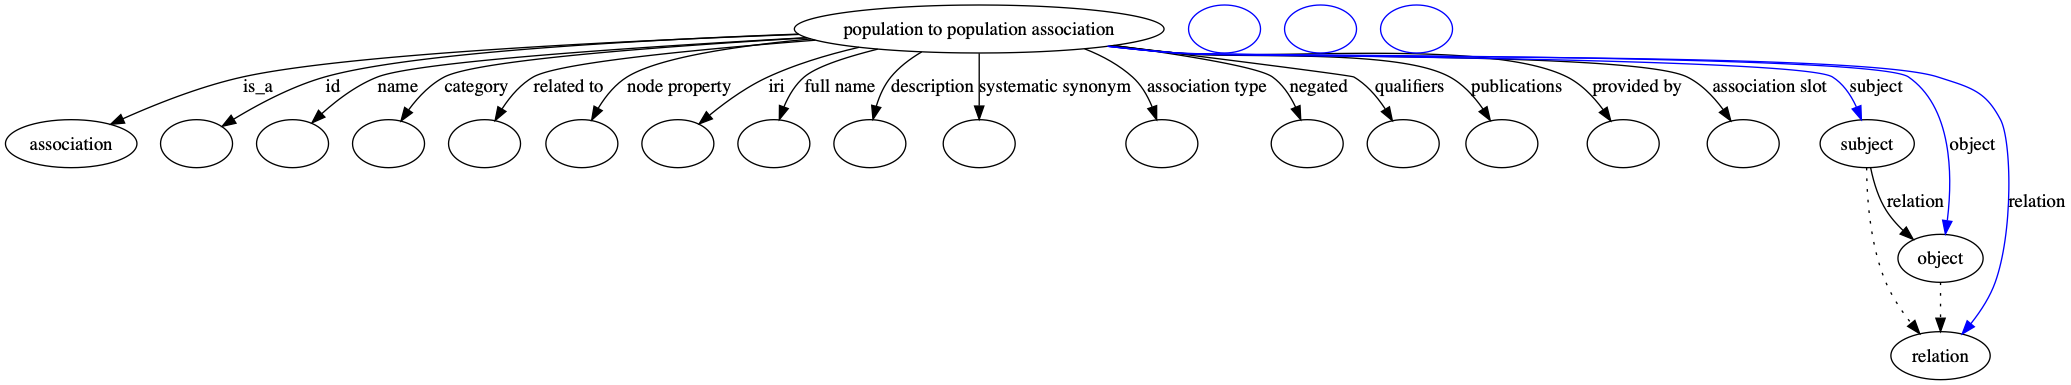 population to population association
is_a
id
name
category
related to
node property
iri
full name
description
systematic synonym
association type
negated
qualifiers
publications
provided by
association slot
subject
association
subject
object
relation
relation
object
relation